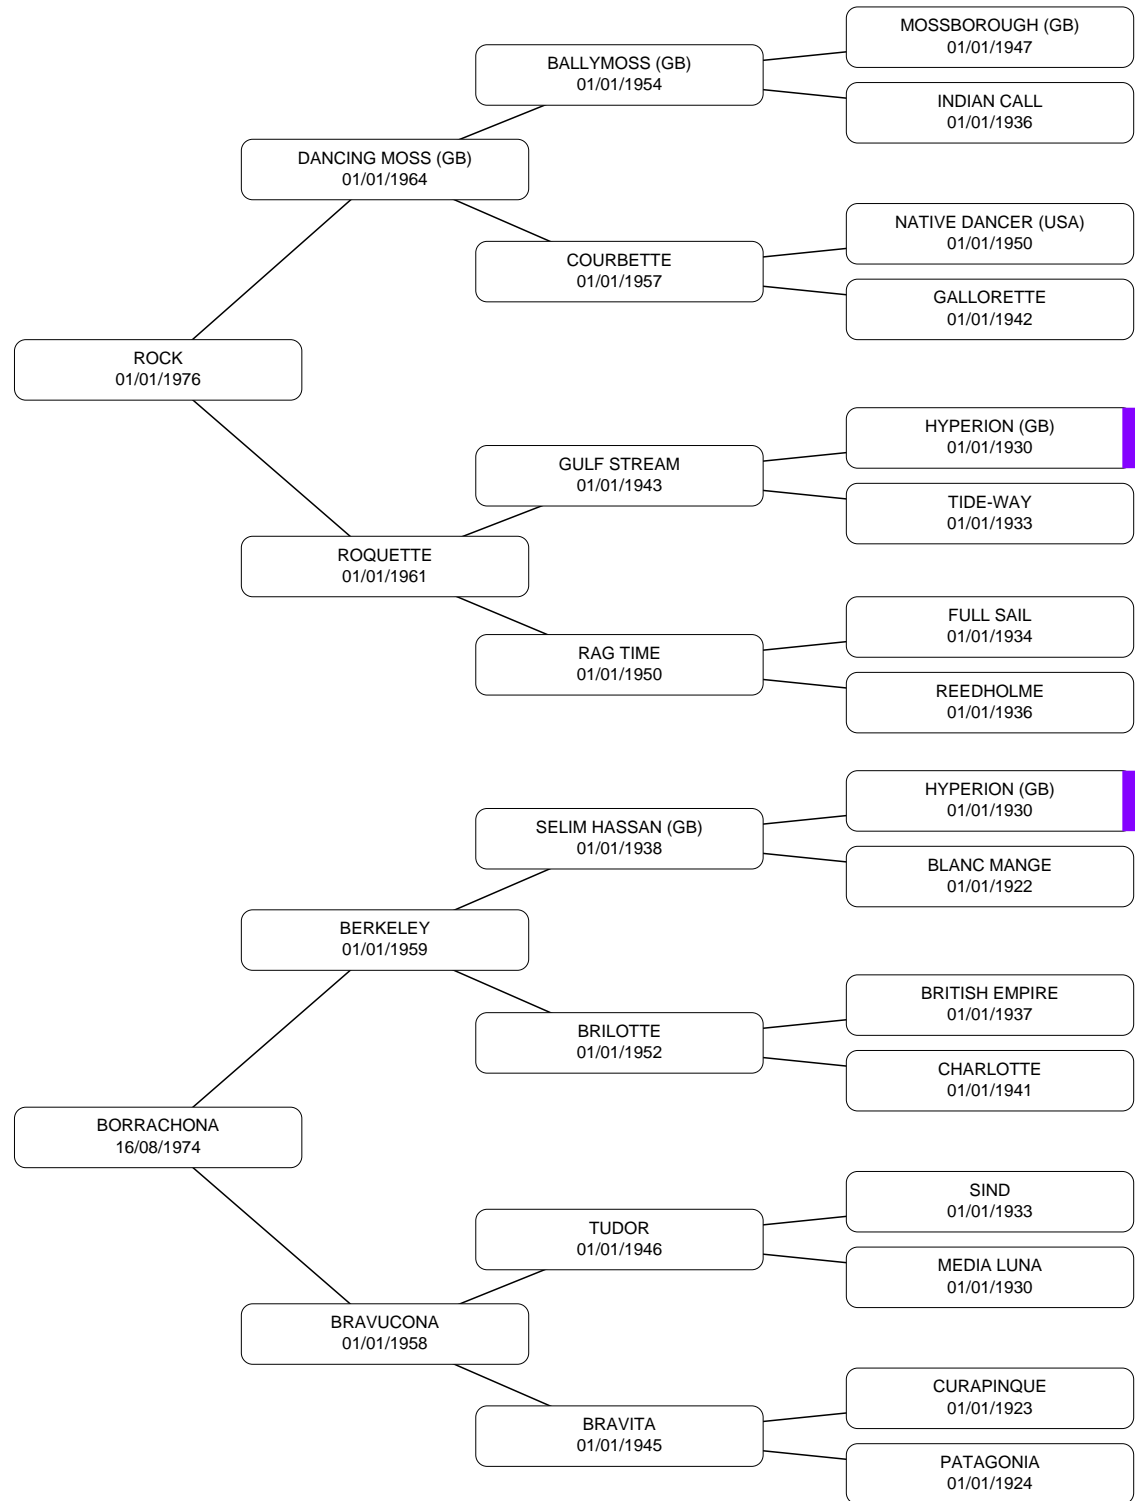 MOSSBOROUGH (GB)
01/01/1947
BALLYMOSS (GB)
01/01/1954
INDIAN CALL
01/01/1936
DANCING MOSS (GB)
01/01/1964
NATIVE DANCER (USA)
01/01/1950
COURBETTE
01/01/1957
GALLORETTE
01/01/1942
ROCK
01/01/1976
HYPERION (GB)
01/01/1930
GULF STREAM
01/01/1943
TIDE-WAY
01/01/1933
ROQUETTE
01/01/1961
FULL SAIL
01/01/1934
RAG TIME
01/01/1950
REEDHOLME
01/01/1936
HYPERION (GB)
01/01/1930
SELIM HASSAN (GB)
01/01/1938
BLANC MANGE
01/01/1922
BERKELEY
01/01/1959
BRITISH EMPIRE
01/01/1937
BRILOTTE
01/01/1952
CHARLOTTE
01/01/1941
BORRACHONA
16/08/1974
SIND
01/01/1933
TUDOR
01/01/1946
MEDIA LUNA
01/01/1930
BRAVUCONA
01/01/1958
CURAPINQUE
01/01/1923
BRAVITA
01/01/1945
PATAGONIA
01/01/1924